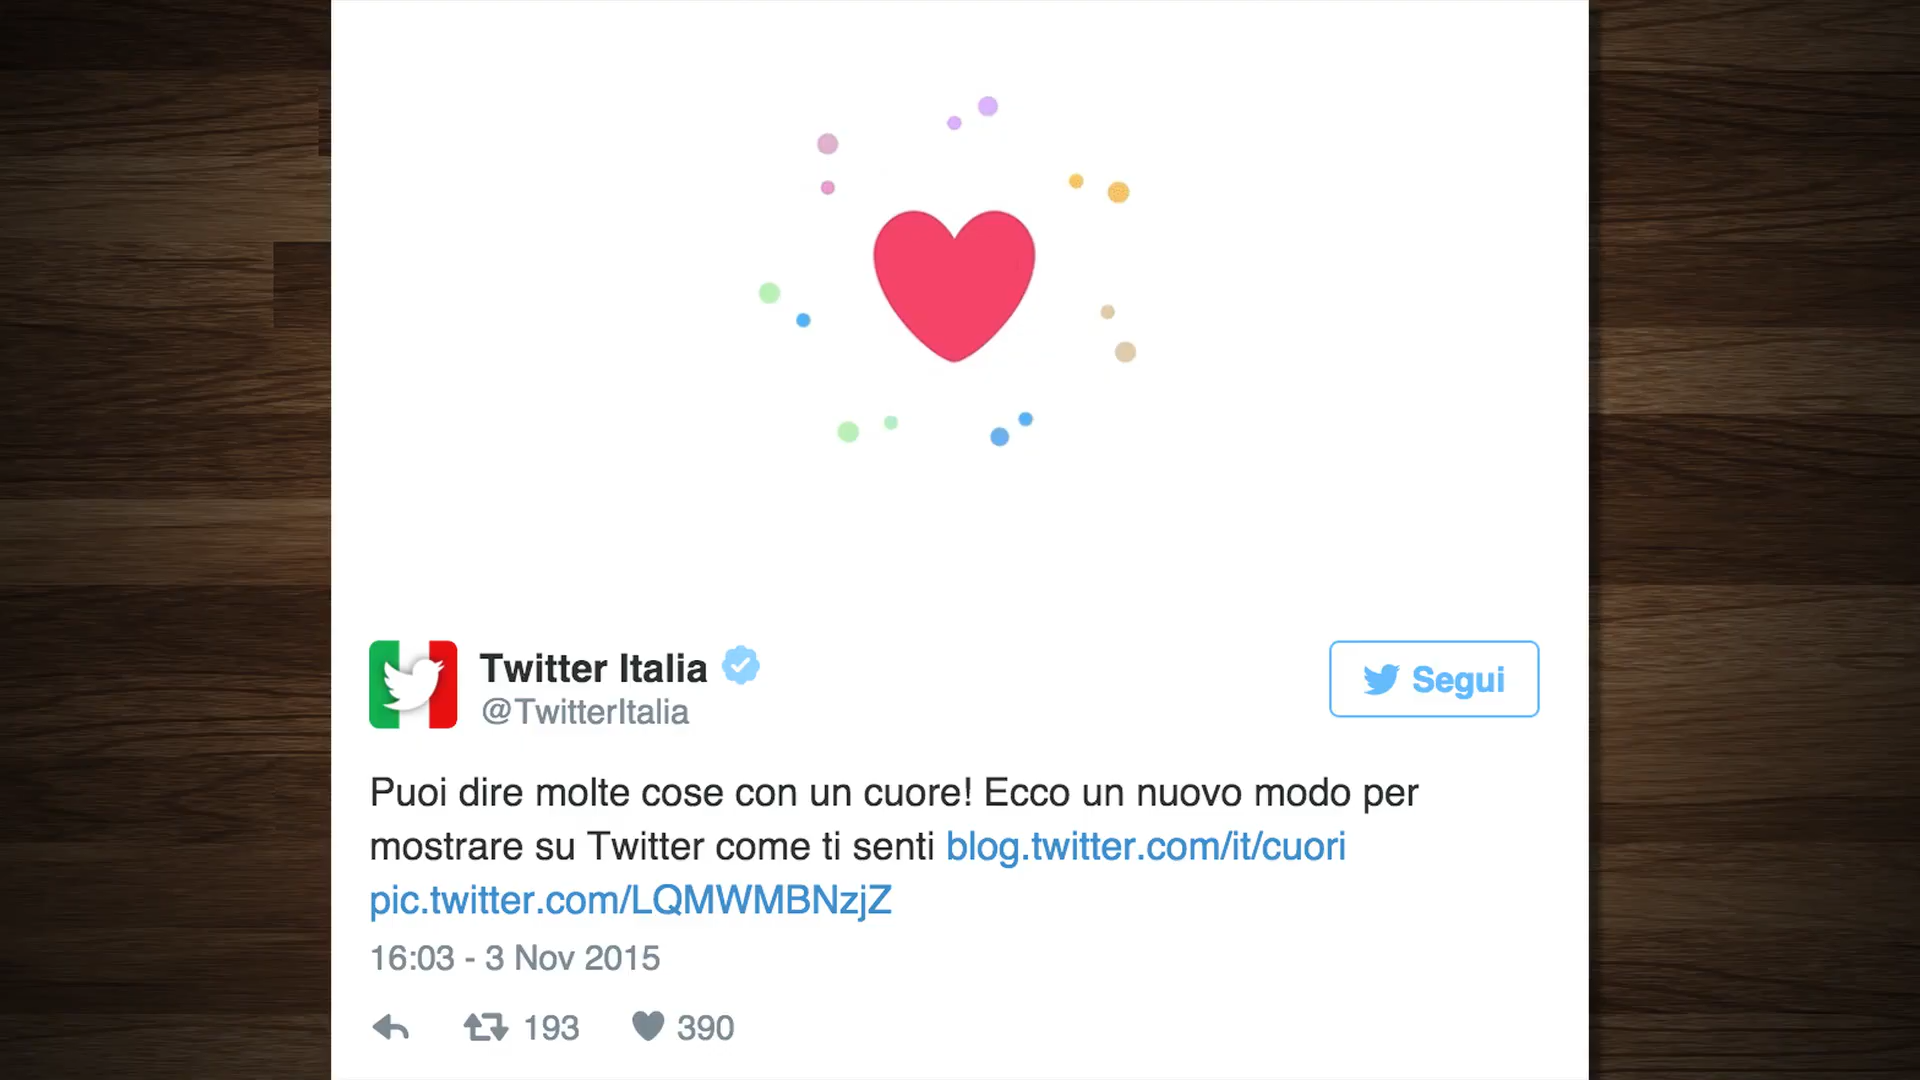 Twitter Italia
@TwitterItalia
Segui
Puoi dire molte cose con un cuore! Ecco un nuovo modo per
mostrare su Twitter come ti senti blog.twitter.com/it/cuori
pic.twitter.com/LQMWMBNzjZ
16:03 - 3 Nov 2015
193 390